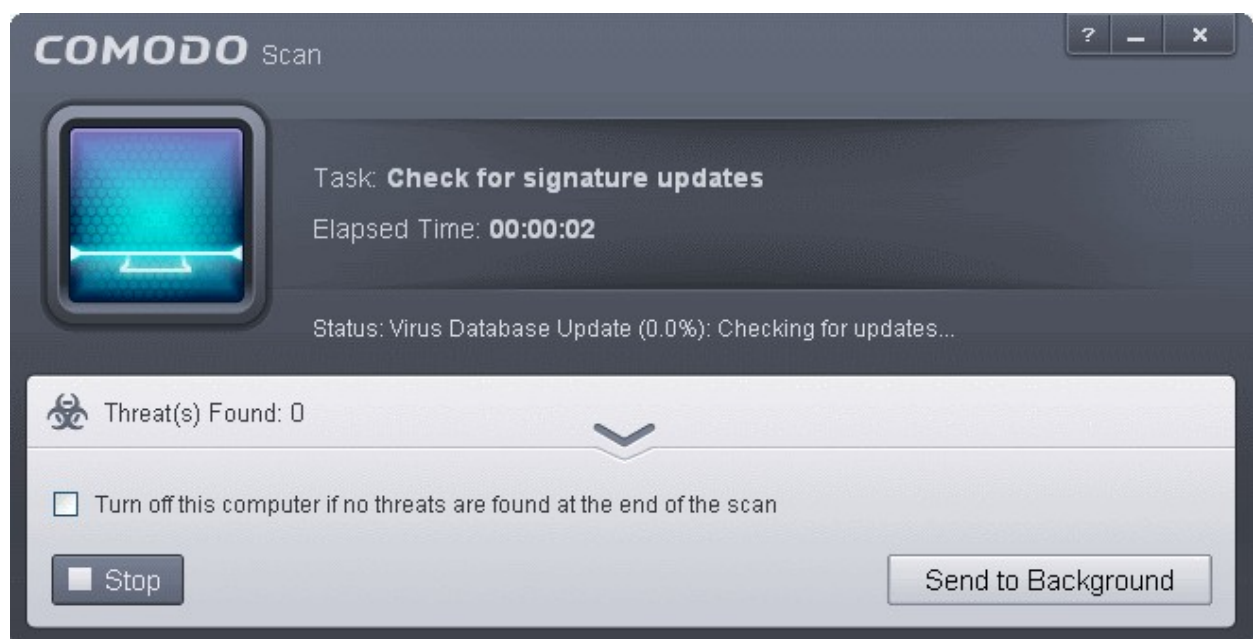 COMODO Scan
?
Task: Check for signature updates
Elapsed Time: 00:00:02
Status: Virus Database Update (0.0%): Checking for updates...
Threat(s) Found: 0
Turn off this computer if no threats are found at the end of the scan
Stop
Send to Background